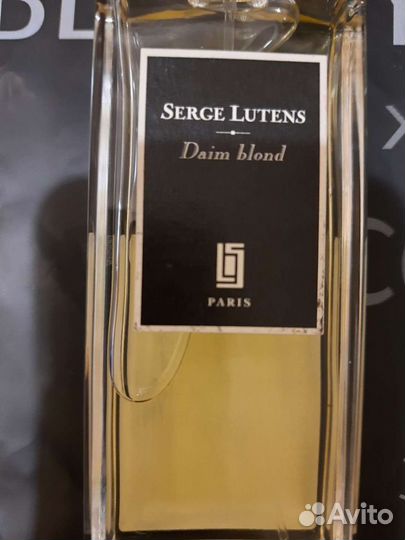 SERGE LUTENS
Daim blond
PARIS
Avito